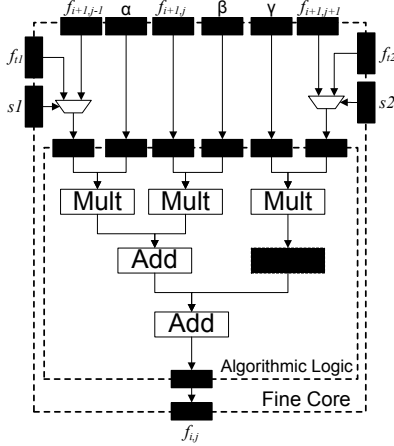 f_{i+1,j-1} α f_{i+1,j} β γ f_{i+1,j+1}
f_{t1} f_{t2}
s1 s2
Mult Mult Mult
Add
Add
Algorithmic Logic
Fine Core
f_{i,j}